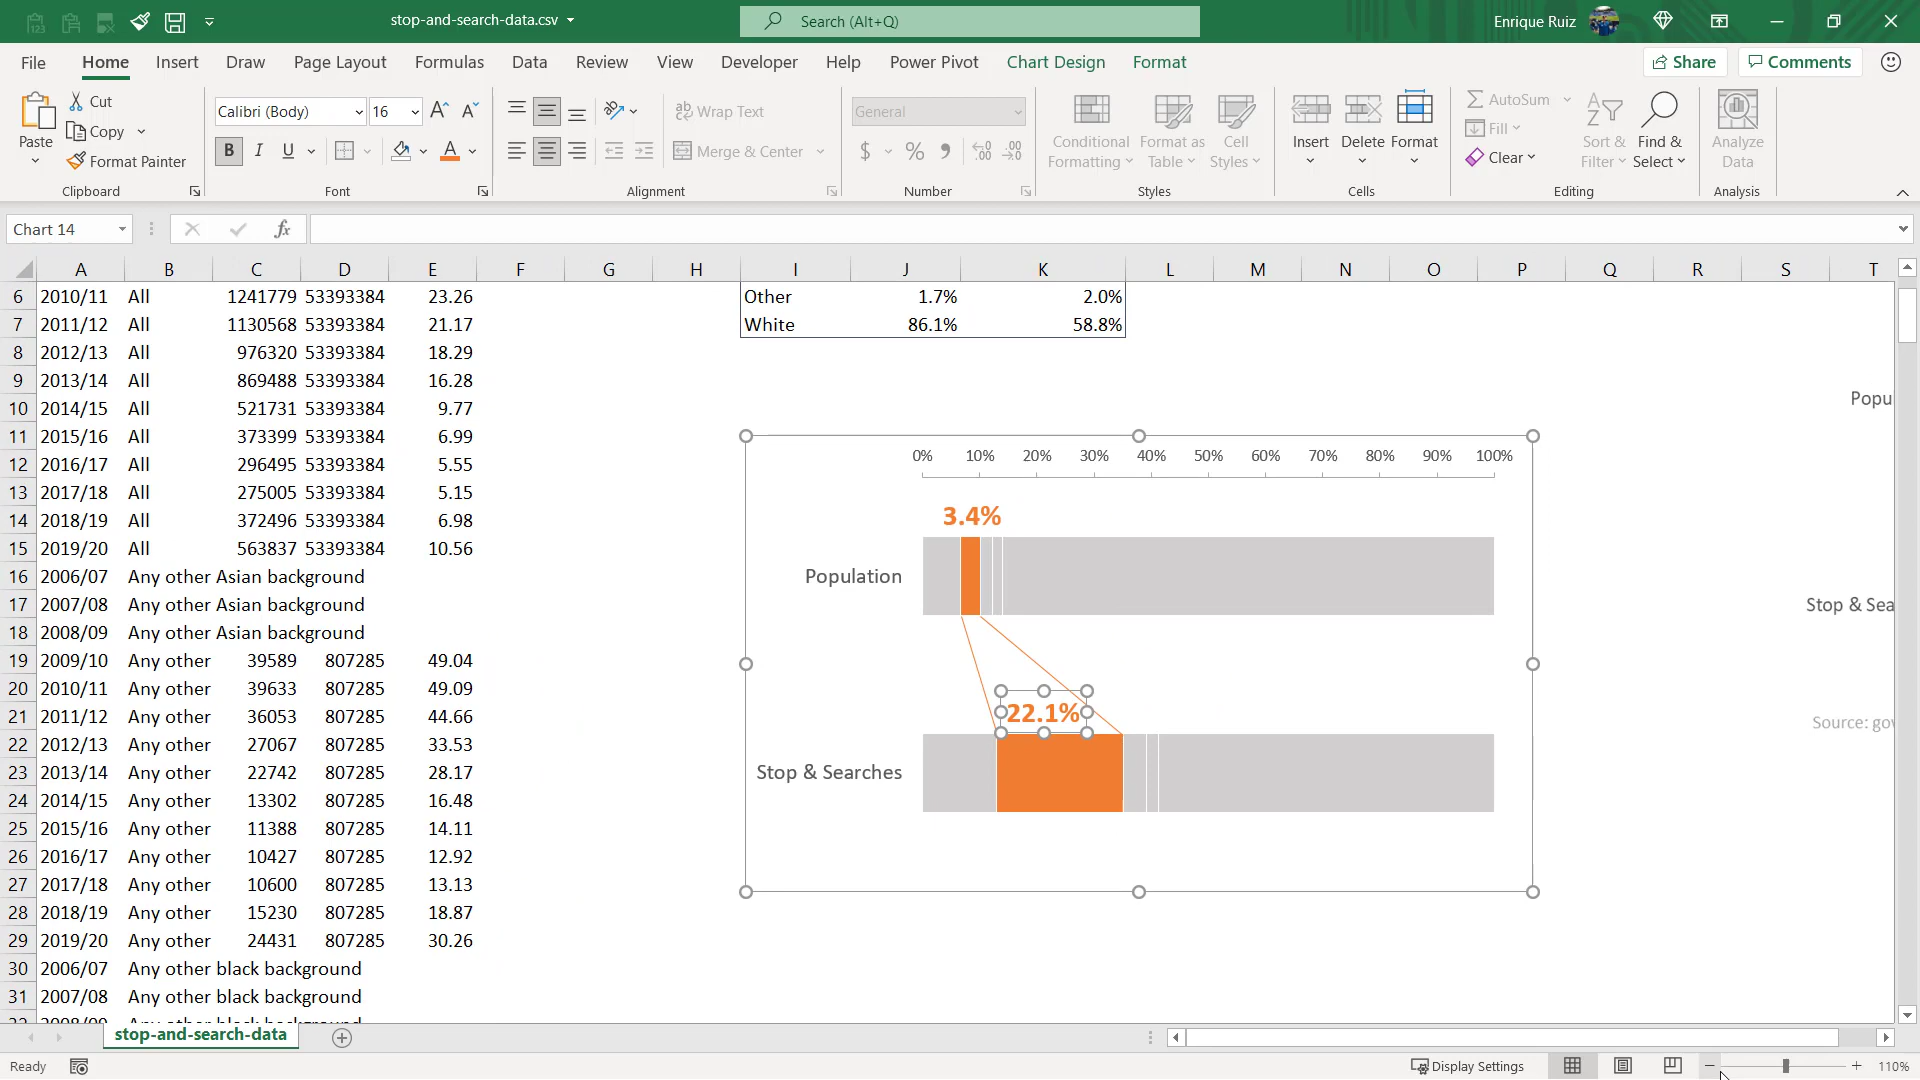 stop-and-search-data.csv
Search (Alt+Q)
Enrique Ruiz
File Home Insert Draw Page Layout Formulas Data Review View Developer Help Power Pivot Chart Design Format Share Comments
Paste
Cut
Copy
Format Painter
Clipboard
Calibri (Body) 16
B I U
Font
Wrap Text
Merge & Center
Alignment
General
$ %
Number
Conditional Formatting
Format as Table
Cell Styles
Styles
Insert Delete Format
Cells
AutoSum
Fill
Clear
Sort & Filter
Find & Select
Editing
Analyze Data
Analysis
Chart 14
fx
A B C D E F G H I J K L M N O P Q R S T
6 2010/11 All 1241779 53393384 23.26 Other 1.7% 2.0%
7 2011/12 All 1130568 53393384 21.17 White 86.1% 58.8%
8 2012/13 All 976320 53393384 18.29
9 2013/14 All 869488 53393384 16.28
10 2014/15 All 521731 53393384 9.77
11 2015/16 All 373399 53393384 6.99
12 2016/17 All 296495 53393384 5.55
13 2017/18 All 275005 53393384 5.15
14 2018/19 All 372496 53393384 6.98
15 2019/20 All 563837 53393384 10.56
16 2006/07 Any other Asian background
17 2007/08 Any other Asian background
18 2008/09 Any other Asian background
19 2009/10 Any other 39589 807285 49.04
20 2010/11 Any other 39633 807285 49.09
21 2011/12 Any other 36053 807285 44.66
22 2012/13 Any other 27067 807285 33.53
23 2013/14 Any other 22742 807285 28.17
24 2014/15 Any other 13302 807285 16.48
25 2015/16 Any other 11388 807285 14.11
26 2016/17 Any other 10427 807285 12.92
27 2017/18 Any other 10600 807285 13.13
28 2018/19 Any other 15230 807285 18.87
29 2019/20 Any other 24431 807285 30.26
30 2006/07 Any other black background
31 2007/08 Any other black background
0% 10% 20% 30% 40% 50% 60% 70% 80% 90% 100%
3.4%
Population
22.1%
Stop & Searches
Popu
Stop & Sea
Source: gov
stop-and-search-data
Ready
Display Settings
110%